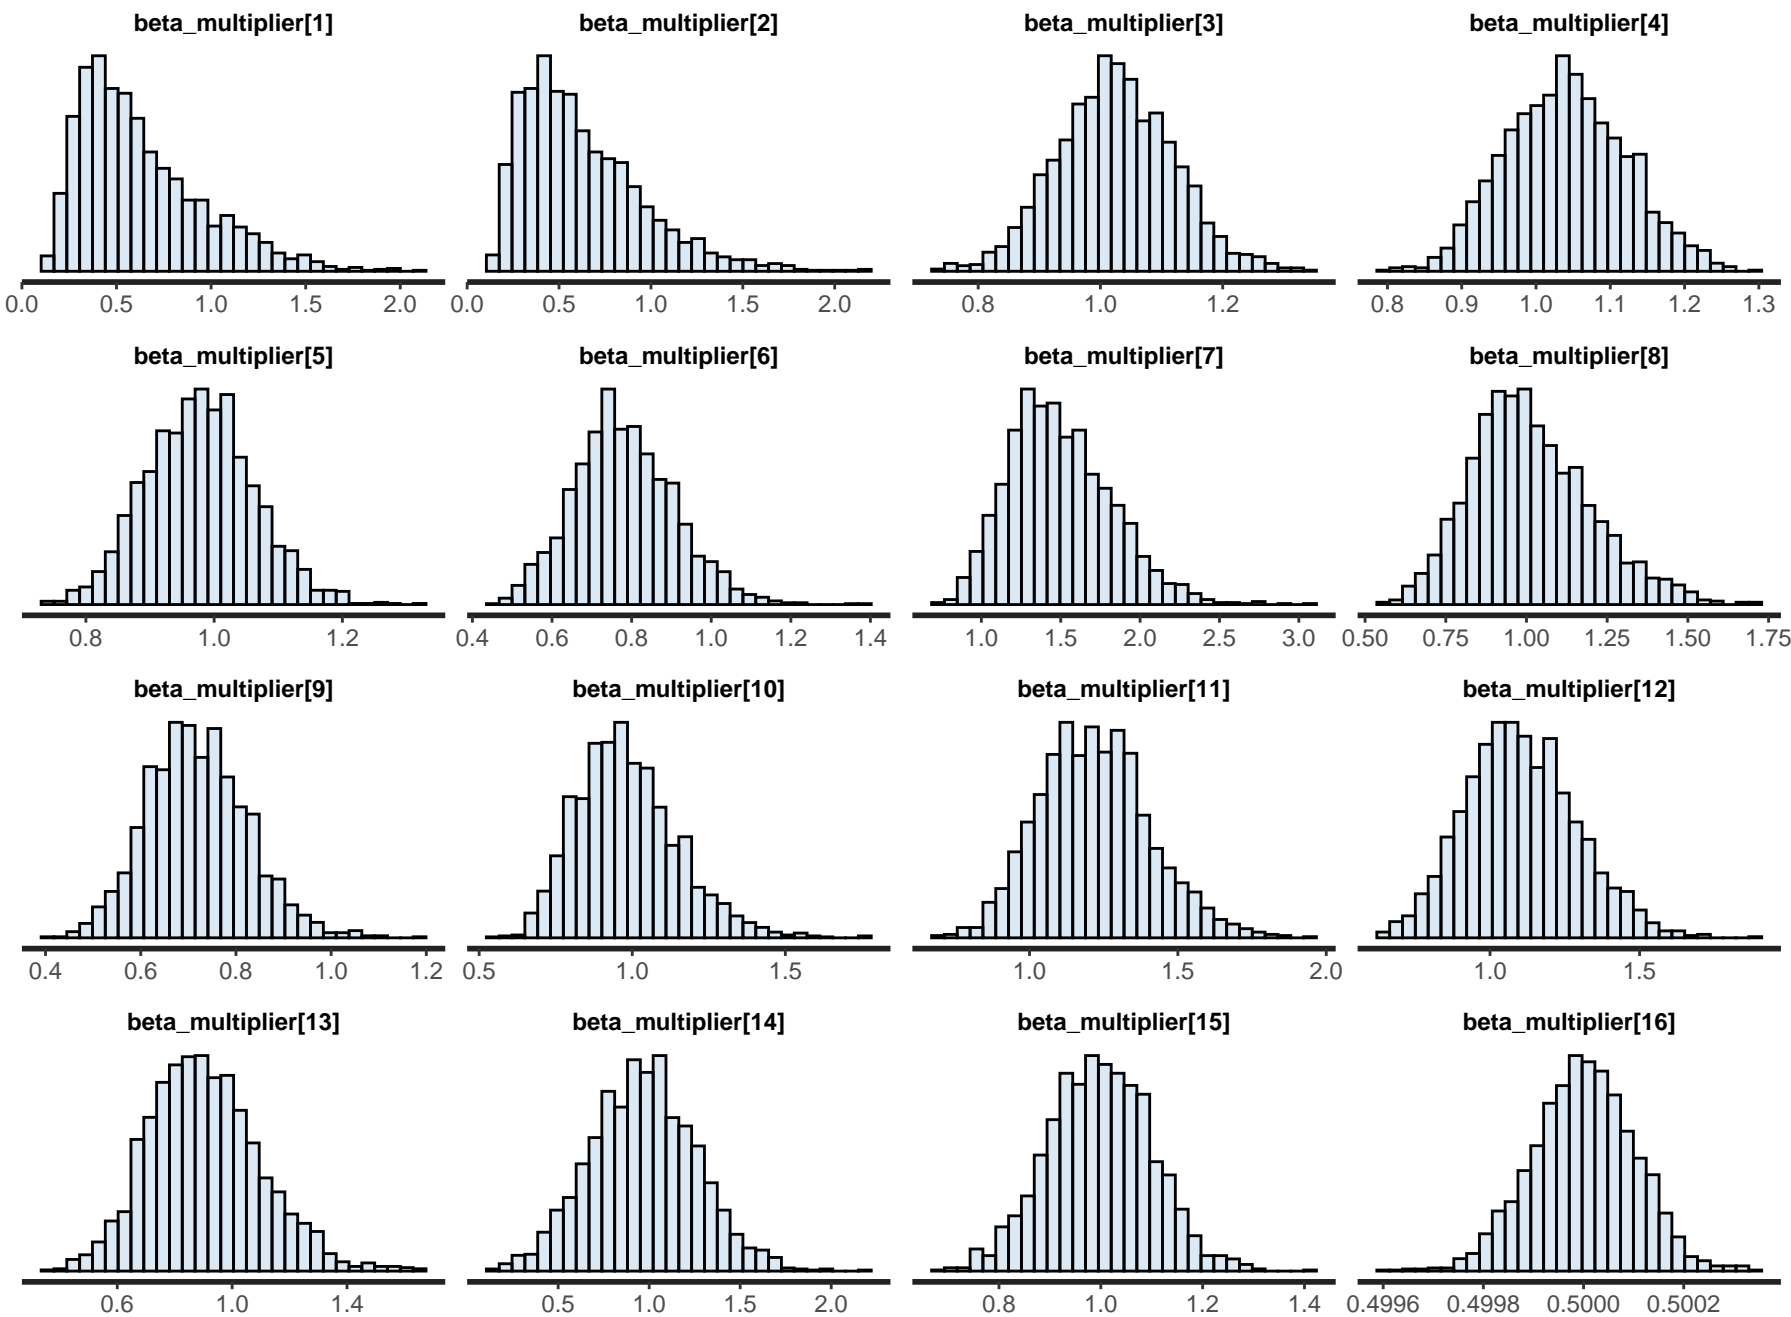 beta_multiplier[1] beta_multiplier[2] beta_multiplier[3] beta_multiplier[4]
0.0 0.5 1.0 1.5 2.0 0.0 0.5 1.0 1.5 2.0 0.8 1.0 1.2 0.8 0.9 1.0 1.1 1.2 1.3
beta_multiplier[5] beta_multiplier[6] beta_multiplier[7] beta_multiplier[8]
0.8 1.0 1.2 0.4 0.6 0.8 1.0 1.2 1.4 1.0 1.5 2.0 2.5 3.0 0.50 0.75 1.00 1.25 1.50 1.75
beta_multiplier[9] beta_multiplier[10] beta_multiplier[11] beta_multiplier[12]
0.4 0.6 0.8 1.0 1.2 0.5 1.0 1.5 1.0 1.5 2.0 1.0 1.5
beta_multiplier[13] beta_multiplier[14] beta_multiplier[15] beta_multiplier[16]
0.6 1.0 1.4 0.5 1.0 1.5 2.0 0.8 1.0 1.2 1.4 0.4996 0.4998 0.5000 0.5002